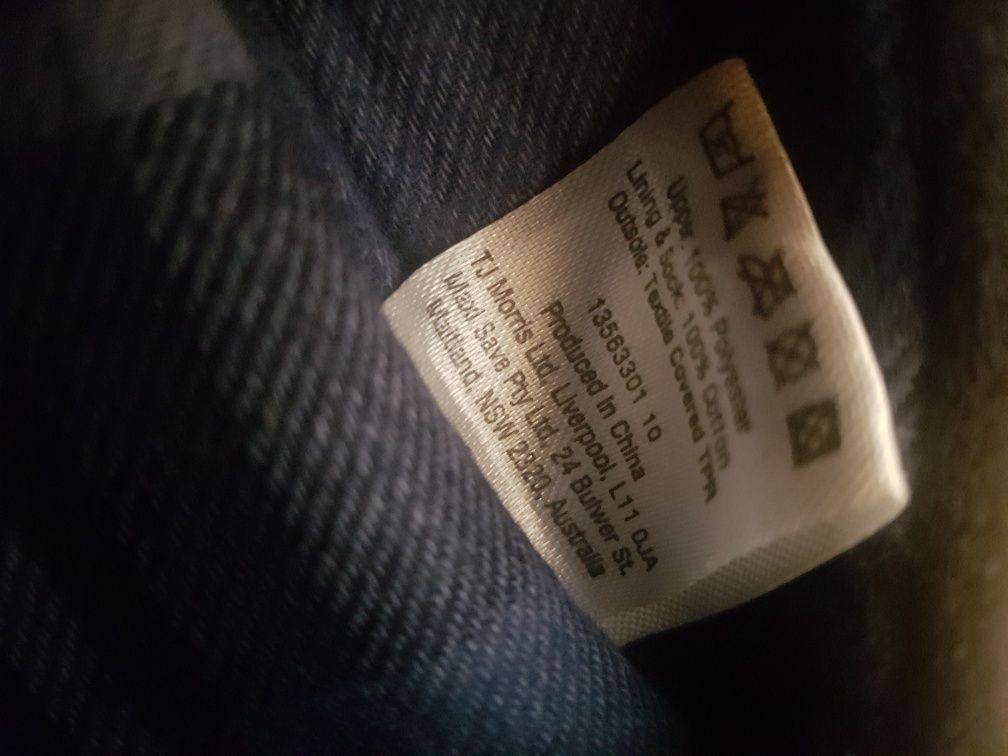 Upper: 100% Polyester
Lining & Sock: 100% Cotton
Outsole: Textile Covered TPR
13563301 10
Produced in China
TJ Morris Ltd, Liverpool, L11 0JA
Maxi Save Pty Ltd, 24 Bulwer St,
Maitland, NSW 2320, Australia